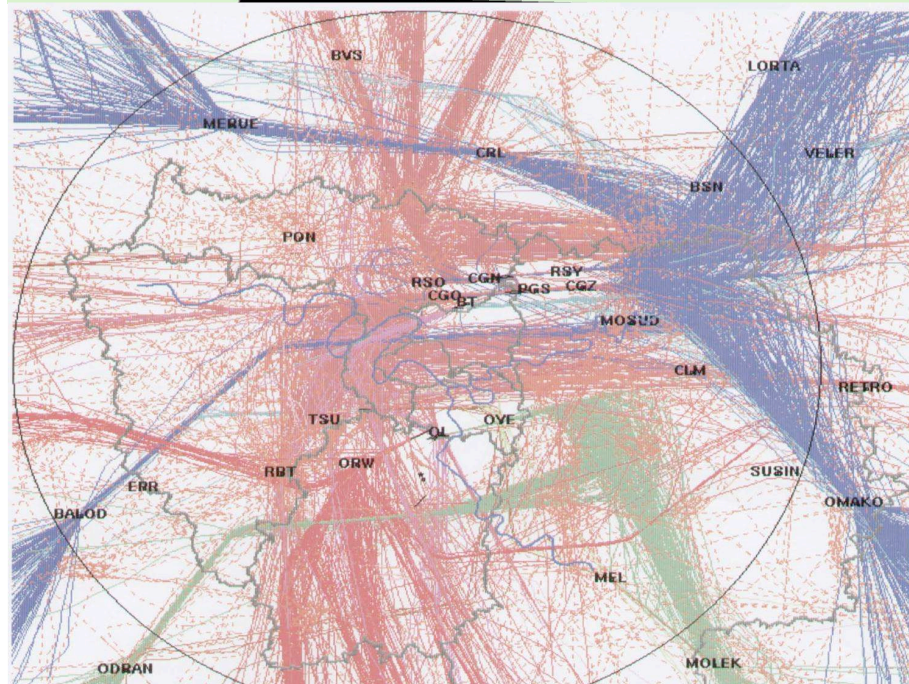 BVS
LORTA
MERUE
CRL
VELER
BSN
PON
RSY
RSO
CGN
CGZ
CGO
BT
PGS
MOSUD
CLM
RETRO
TSU
OL
OYE
ORW
RBT
SUSIN
ERR
OMAKO
BALOD
MEL
ODRAN
MOLEK